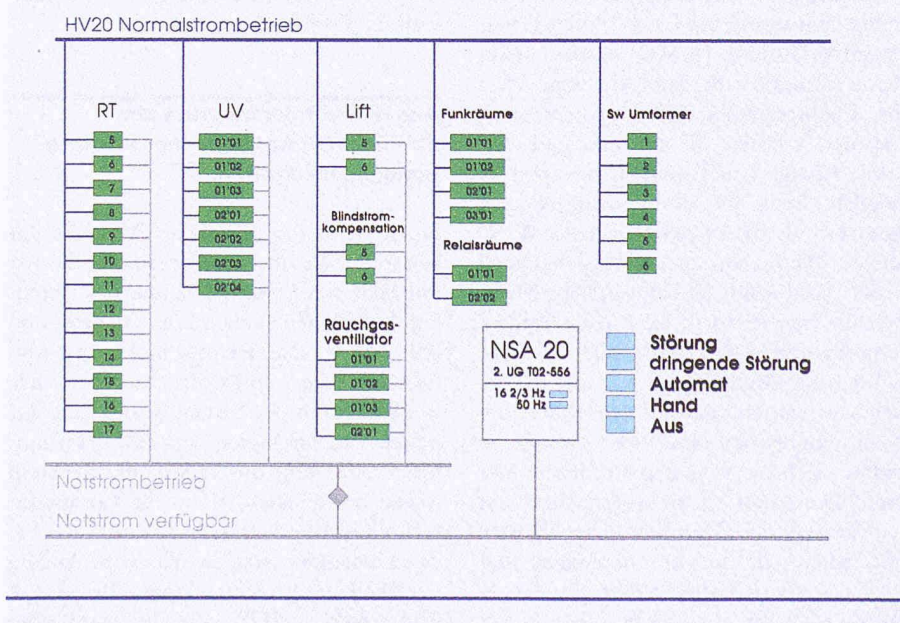 HV20 Normalstrombetrieb
RT
5
6
7
8
9
10
11
12
13
14
15
16
17
UV
01'01
01'02
01'03
02'01
02'02
02'03
02'04
Lift
5
6
Blindstrom-
kompensation
5
6
Rauchgas-
ventillator
01'01
01'02
01'03
02'01
Funkräume
01'01
01'02
02'01
03'01
Relaisräume
01'01
02'02
Sw Umformer
1
2
3
4
5
6
NSA 20
2. UG T02-556
16 2/3 Hz
50 Hz
Störung
dringende Störung
Automat
Hand
Aus
Notstrombetrieb
Notstrom verfügbar